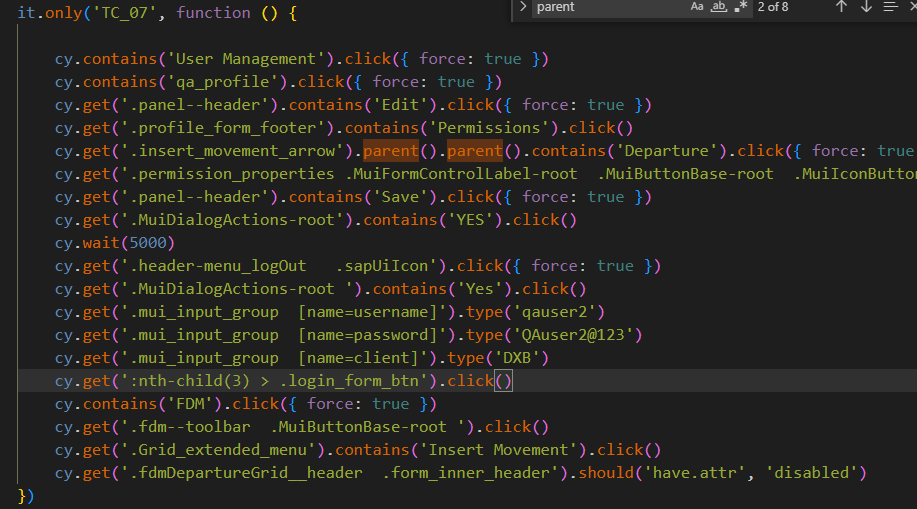 it.only('TC_07', function () {
parent
Aa ab .* 2 of 8
cy.contains('User Management').click({ force: true })
cy.contains('qa_profile').click({ force: true })
cy.get('.panel--header').contains('Edit').click({ force: true })
cy.get('.profile_form_footer').contains('Permissions').click()
cy.get('.insert_movement_arrow').parent().parent().contains('Departure').click({ force: true
cy.get('.permission_properties .MuiFormControlLabel-root  .MuiButtonBase-root  .MuiIconButton
cy.get('.panel--header').contains('Save').click({ force: true })
cy.get('.MuiDialogActions-root').contains('YES').click()
cy.wait(5000)
cy.get('.header-menu_logOut   .sapUiIcon').click({ force: true })
cy.get('.MuiDialogActions-root ').contains('Yes').click()
cy.get('.mui_input_group  [name=username]').type('qauser2')
cy.get('.mui_input_group  [name=password]').type('QAuser2@123')
cy.get('.mui_input_group  [name=client]').type('DXB')
cy.get(':nth-child(3) > .login_form_btn').click()
cy.contains('FDM').click({ force: true })
cy.get('.fdm--toolbar  .MuiButtonBase-root ').click()
cy.get('.Grid_extended_menu').contains('Insert Movement').click()
cy.get('.fdmDepartureGrid__header  .form_inner_header').should('have.attr', 'disabled')
})